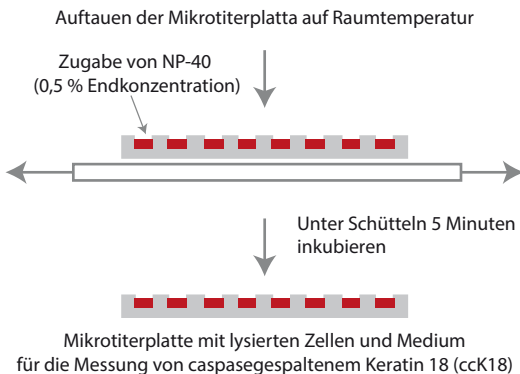 Auftauen der Mikrotiterplatta auf Raumtemperatur
Zugabe von NP-40
(0,5 % Endkonzentration)
Unter Schütteln 5 Minuten
inkubieren
Mikrotiterplatte mit lysierten Zellen und Medium
für die Messung von caspasegespaltenem Keratin 18 (ccK18)